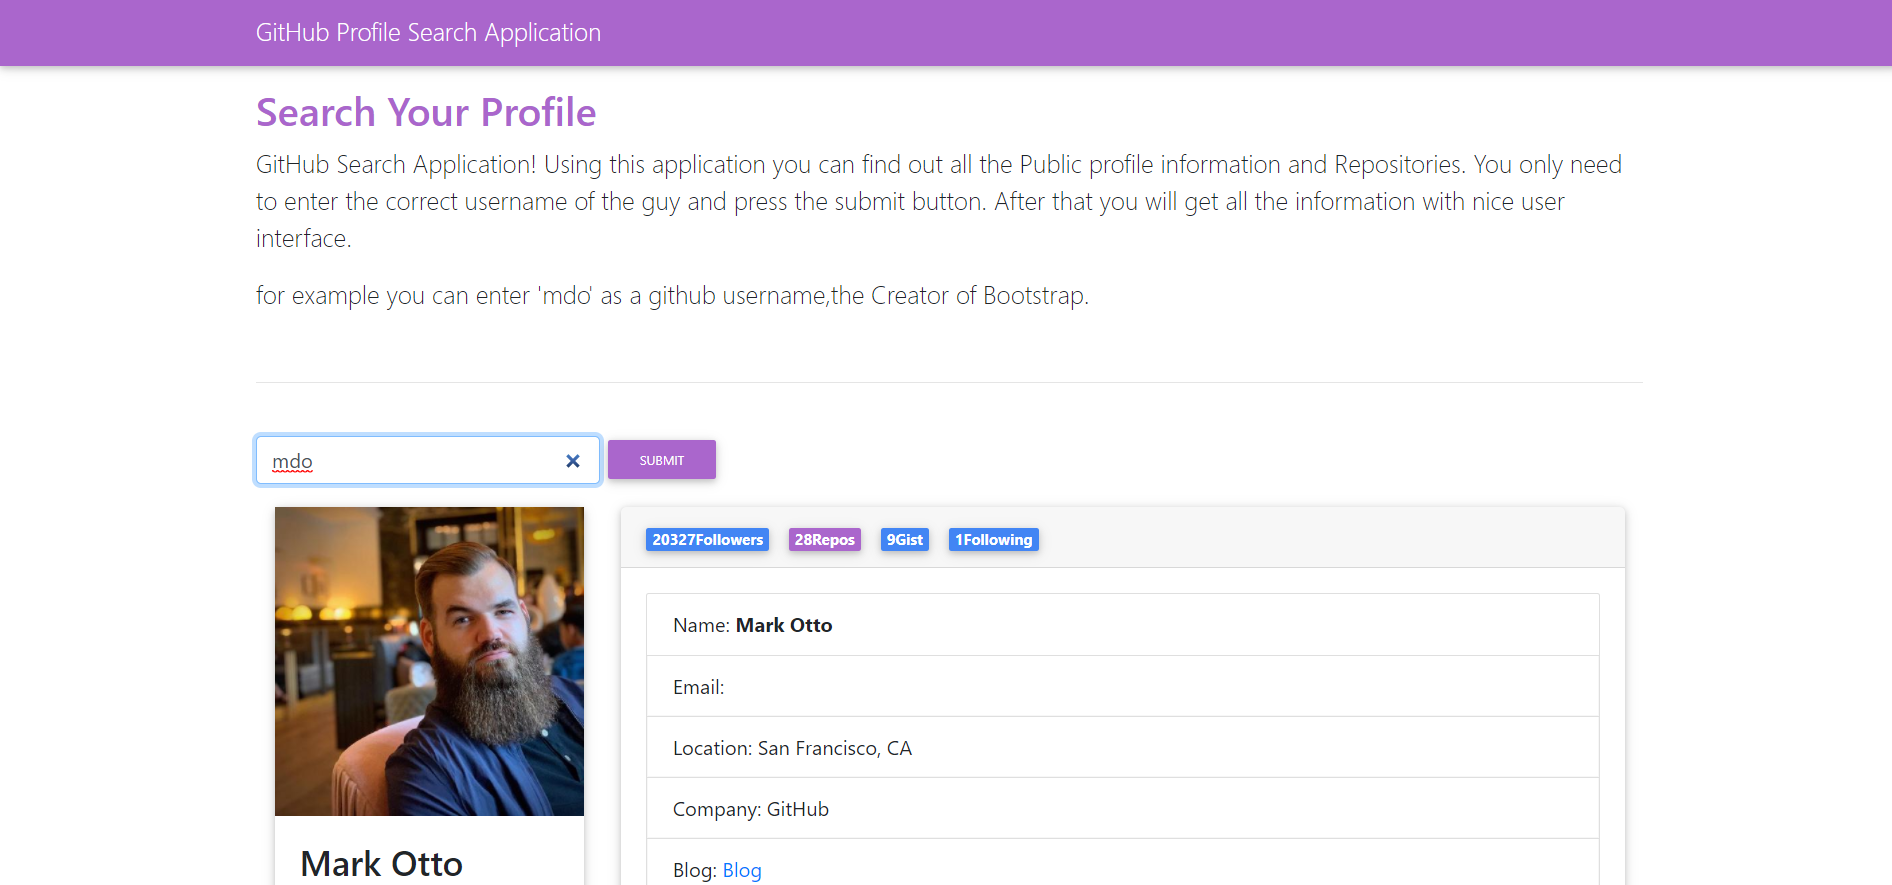 GitHub Profile Search Application
Search Your Profile
GitHub Search Application! Using this application you can find out all the Public profile information and Repositories. You only need
to enter the correct username of the guy and press the submit button. After that you will get all the information with nice user
interface.
for example you can enter 'mdo' as a github username,the Creator of Bootstrap.
mdo
SUBMIT
20327Followers 28Repos 9Gist 1Following
Name: Mark Otto
Email:
Location: San Francisco, CA
Company: GitHub
Blog: Blog
Mark Otto